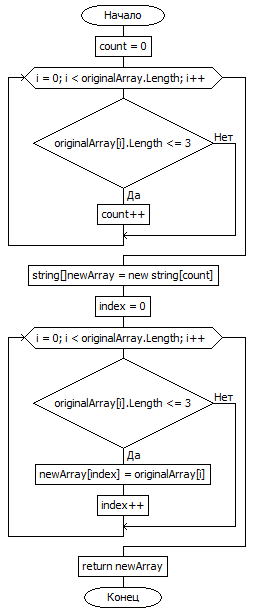 Начало
count = 0
i = 0; i < originalArray.Length; i++
originalArray[i].Length <= 3
Нет
Да
count++
string[]newArray = new string[count]
index = 0
i = 0; i < originalArray.Length; i++
originalArray[i].Length <= 3
Нет
Да
newArray[index] = originalArray[i]
index++
return newArray
Конец